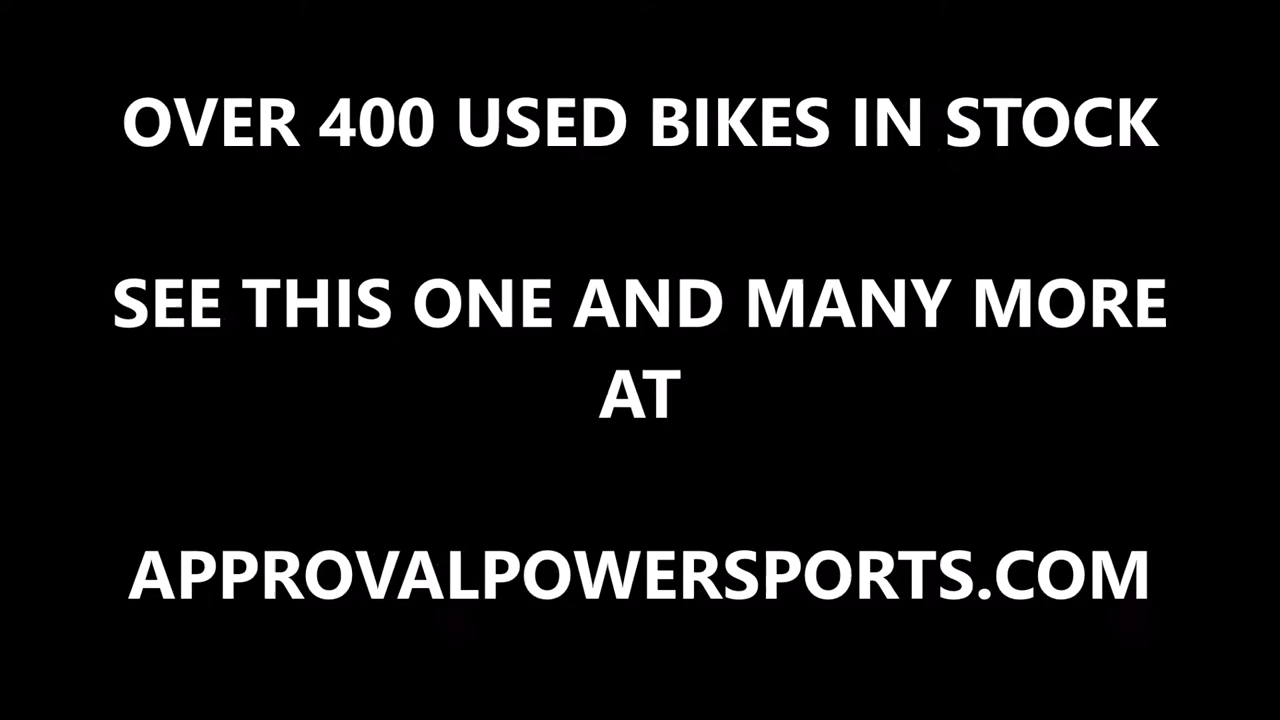 OVER 400 USED BIKES IN STOCK
SEE THIS ONE AND MANY MORE
AT
APPROVALPOWERSPORTS.COM